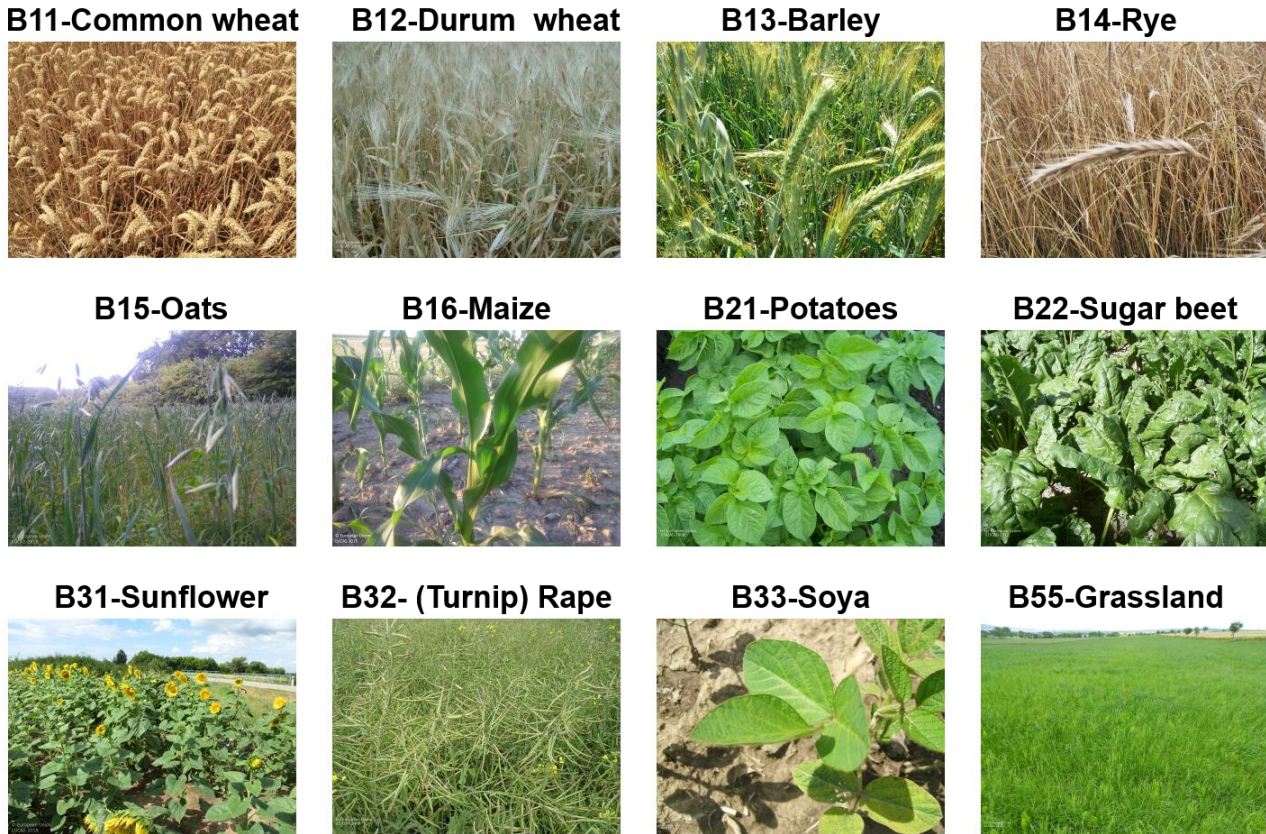 B11-Common wheat
B12-Durum wheat
B13-Barley
B14-Rye
B15-Oats
B16-Maize
B21-Potatoes
B22-Sugar beet
B31-Sunflower
B32- (Turnip) Rape
B33-Soya
B55-Grassland